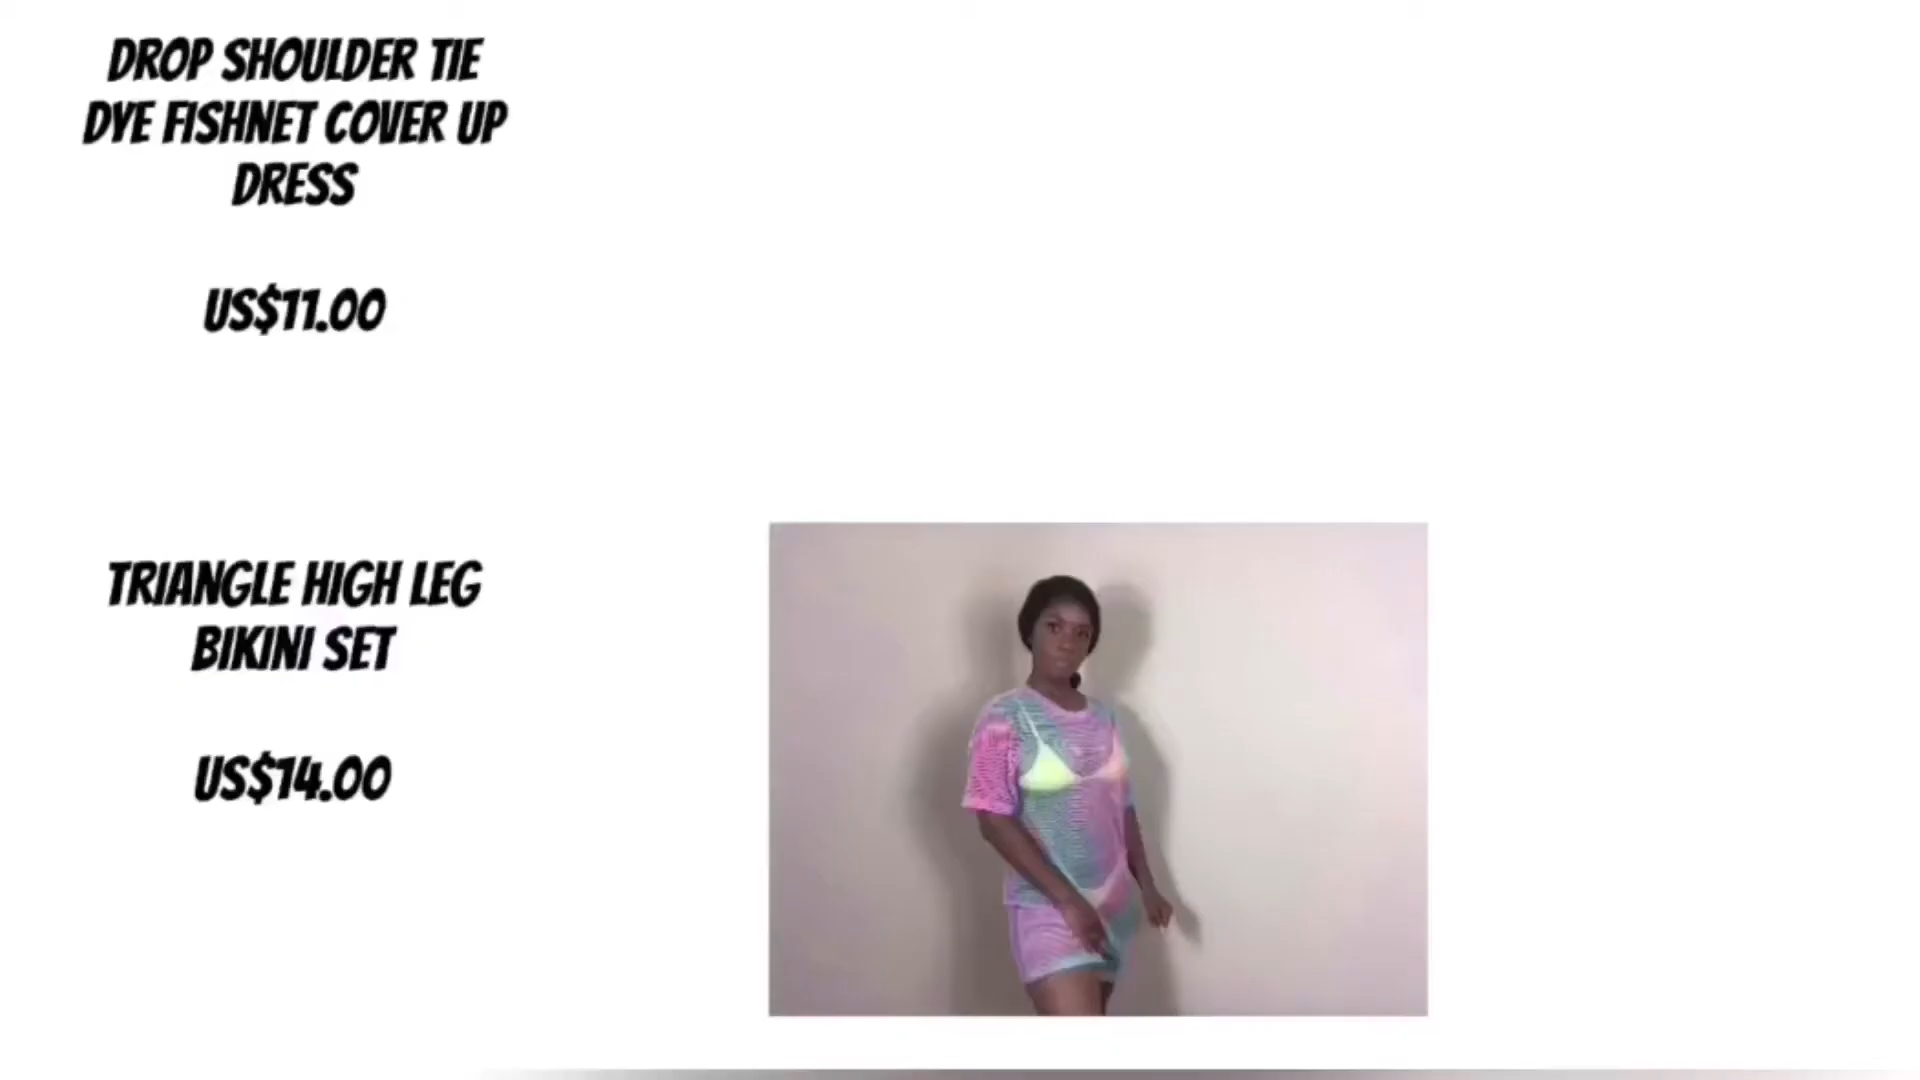 DROP SHOULDER TIE
DYE FISHNET COVER UP
DRESS
US$11.00
TRIANGLE HIGH LEG
BIKINI SET
US$14.00